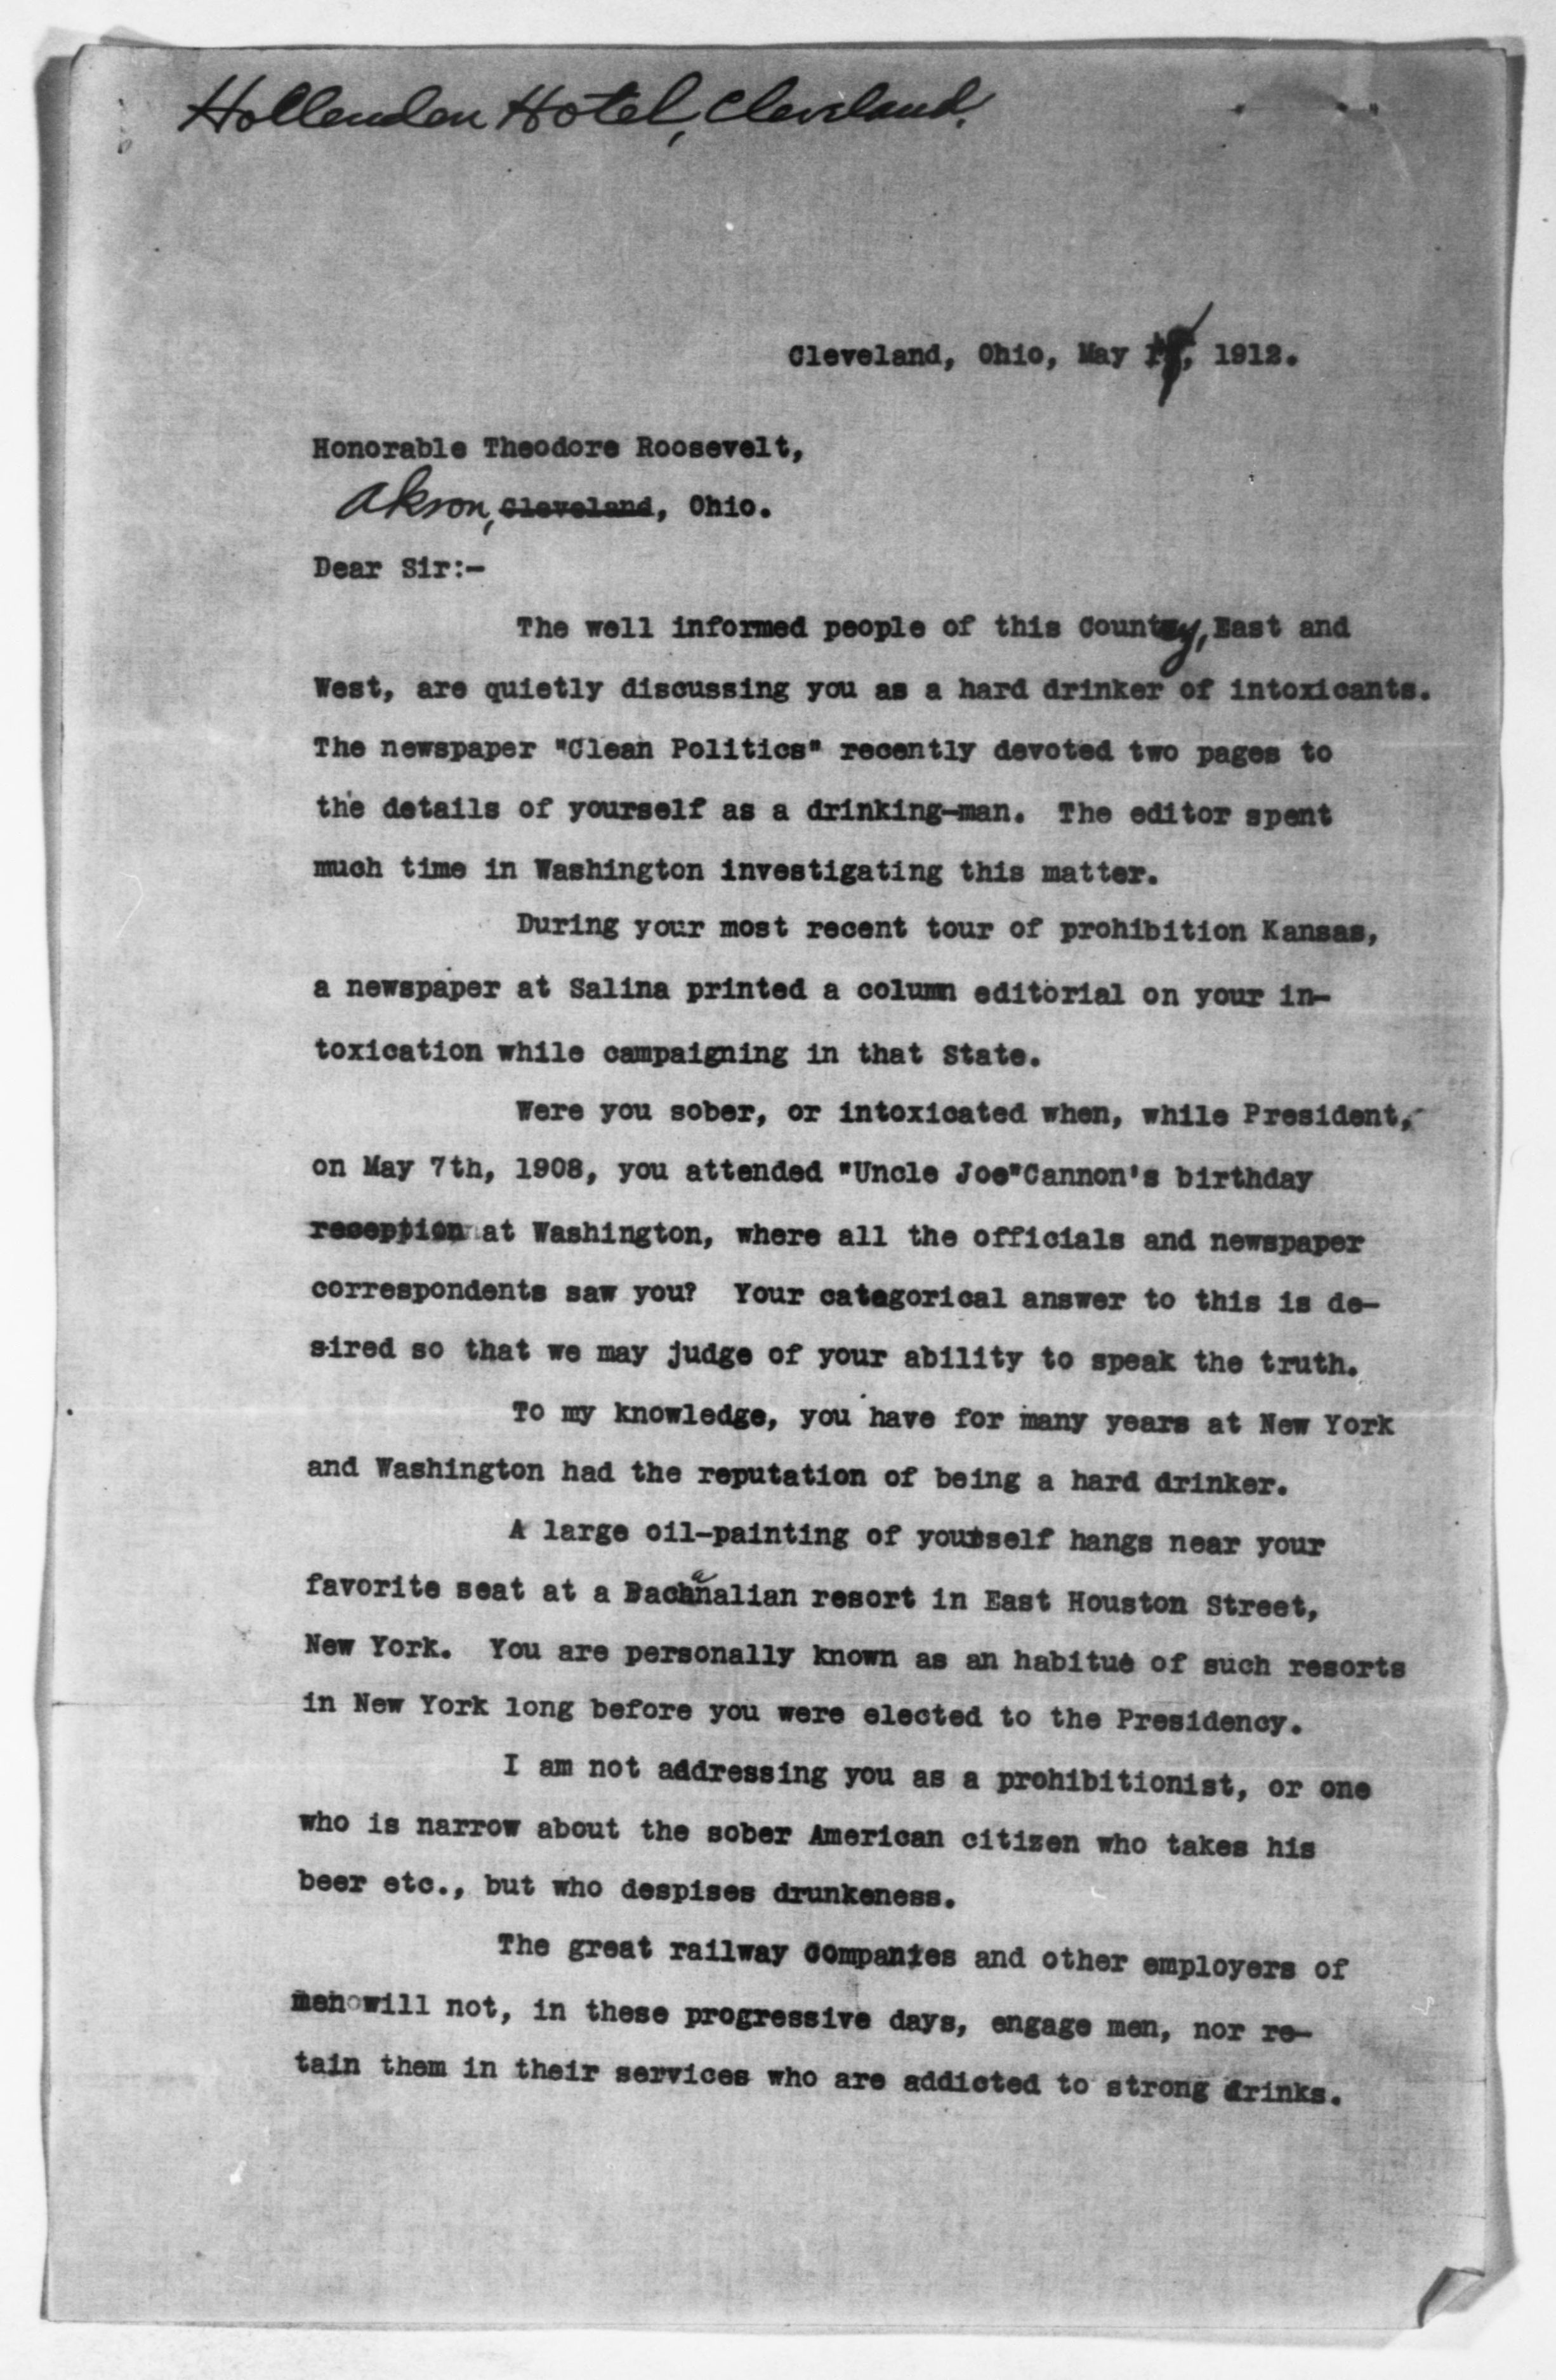 Hollenden Hotel, Cleveland.
Cleveland, Ohio, May , 1912.
Honorable Theodore Roosevelt,
Akron, Cleveland, Ohio.
Dear Sir:-
The well informed people of this Country, East and
West, are quietly discussing you as a hard drinker of intoxicants.
The newspaper "Clean Politics" recently devoted two pages to
the details of yourself as a drinking-man. The editor spent
much time in Washington investigating this matter.
During your most recent tour of prohibition Kansas,
a newspaper at Salina printed a column editorial on your in-
toxication while campaigning in that State.
Were you sober, or intoxicated when, while President,
on May 7th, 1908, you attended "Uncle Joe"Cannon's birthday
reception at Washington, where all the officials and newspaper
correspondents saw you? Your categorical answer to this is de-
sired so that we may judge of your ability to speak the truth.
To my knowledge, you have for many years at New York
and Washington had the reputation of being a hard drinker.
A large oil-painting of yourself hangs near your
favorite seat at a Bachanalian resort in East Houston Street,
New York. You are personally known as an habitué of such resorts
in New York long before you were elected to the Presidency.
I am not addressing you as a prohibitionist, or one
who is narrow about the sober American citizen who takes his
beer etc., but who despises drunkeness.
The great railway Companies and other employers of
men will not, in these progressive days, engage men, nor re-
tain them in their services who are addicted to strong drinks.